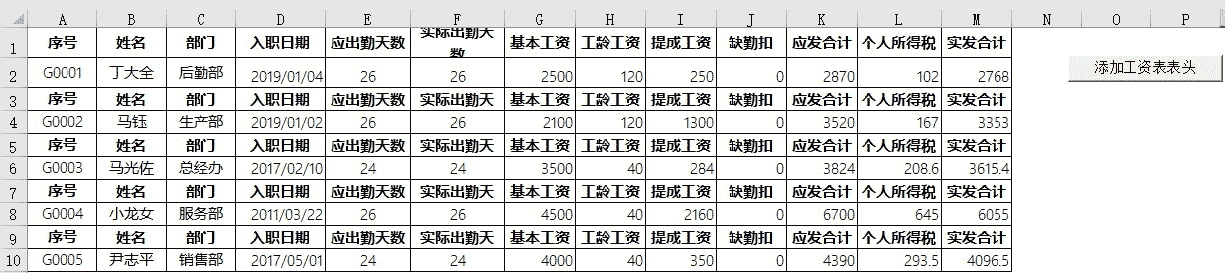 A B C D E F G H I J K L M N O P
1 序号 姓名 部门 入职日期 应出勤天数 实际出勤天数 基本工资 工龄工资 提成工资 缺勤扣 应发合计 个人所得税 实发合计
2 G0001 丁大全 后勤部 2019/01/04 26 26 2500 120 250 0 2870 102 2768 添加工资表表头
3 序号 姓名 部门 入职日期 应出勤天数 实际出勤天 基本工资 工龄工资 提成工资 缺勤扣 应发合计 个人所得税 实发合计
4 G0002 马钰 生产部 2019/01/02 26 26 2100 120 1300 0 3520 167 3353
5 序号 姓名 部门 入职日期 应出勤天数 实际出勤天 基本工资 工龄工资 提成工资 缺勤扣 应发合计 个人所得税 实发合计
6 G0003 马光佐 总经办 2017/02/10 24 24 3500 40 284 0 3824 208.6 3615.4
7 序号 姓名 部门 入职日期 应出勤天数 实际出勤天 基本工资 工龄工资 提成工资 缺勤扣 应发合计 个人所得税 实发合计
8 G0004 小龙女 服务部 2011/03/22 26 26 4500 40 2160 0 6700 645 6055
9 序号 姓名 部门 入职日期 应出勤天数 实际出勤天 基本工资 工龄工资 提成工资 缺勤扣 应发合计 个人所得税 实发合计
10 G0005 尹志平 销售部 2017/05/01 24 24 4000 40 350 0 4390 293.5 4096.5